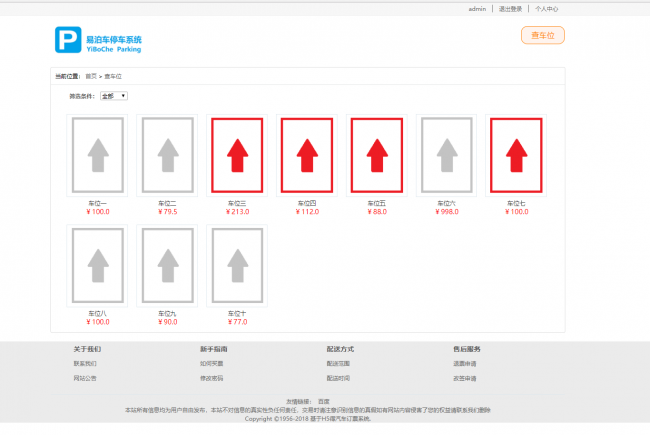 admin | 退出登录 | 个人中心
P 易泊车停车系统
YiBoChe Parking
查车位
当前位置： 首页 > 查车位
筛选条件： 全部
车位一 车位二 车位三 车位四 车位五 车位六 车位七
¥ 100.0 ¥ 79.5 ¥ 213.0 ¥ 112.0 ¥ 88.0 ¥ 998.0 ¥ 100.0
车位八 车位九 车位十
¥ 100.0 ¥ 90.0 ¥ 77.0
关于我们 新手指南 配送方式 售后服务
联系我们 如何买票 配送范围 退票申请
网站公告 修改密码 配送时间 改签申请
友情链接： 百度
本站所有信息均为用户自由发布，本站不对信息的真实性负任何责任，交易时请注意识别信息的真假如有网站内容侵害了您的权益请联系我们删除
Copyright ©1956-2018 基于H5得汽车订票系统.